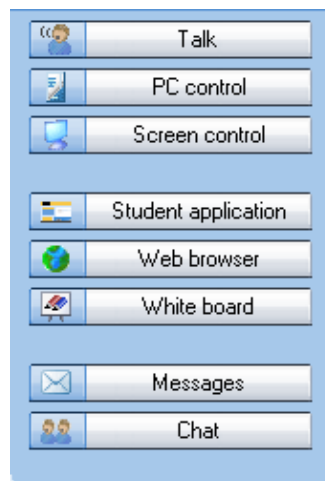 Talk
PC control
Screen control
Student application
Web browser
White board
Messages
Chat